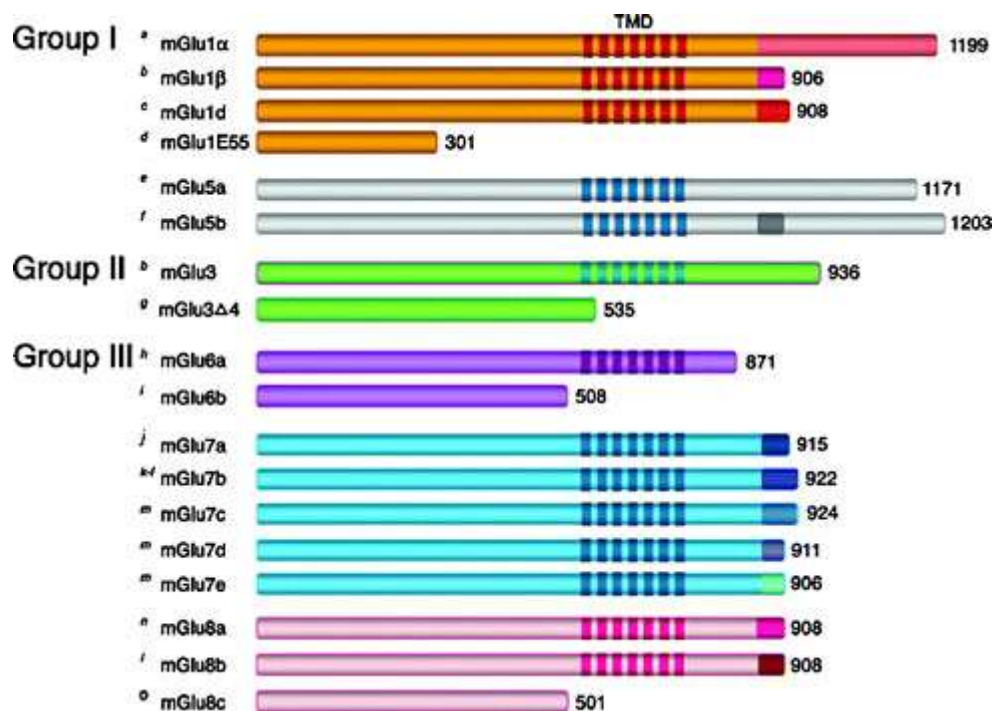 TMD
Group I a mGlu1α 1199
b mGlu1β 906
c mGlu1d 908
d mGlu1E55 301
e mGlu5a 1171
f mGlu5b 1203
Group II b mGlu3 936
g mGlu3Δ4 535
Group III h mGlu6a 871
i mGlu6b 508
j mGlu7a 915
k-l mGlu7b 922
m mGlu7c 924
m mGlu7d 911
m mGlu7e 906
n mGlu8a 908
mGlu8b 908
mGlu8c 501